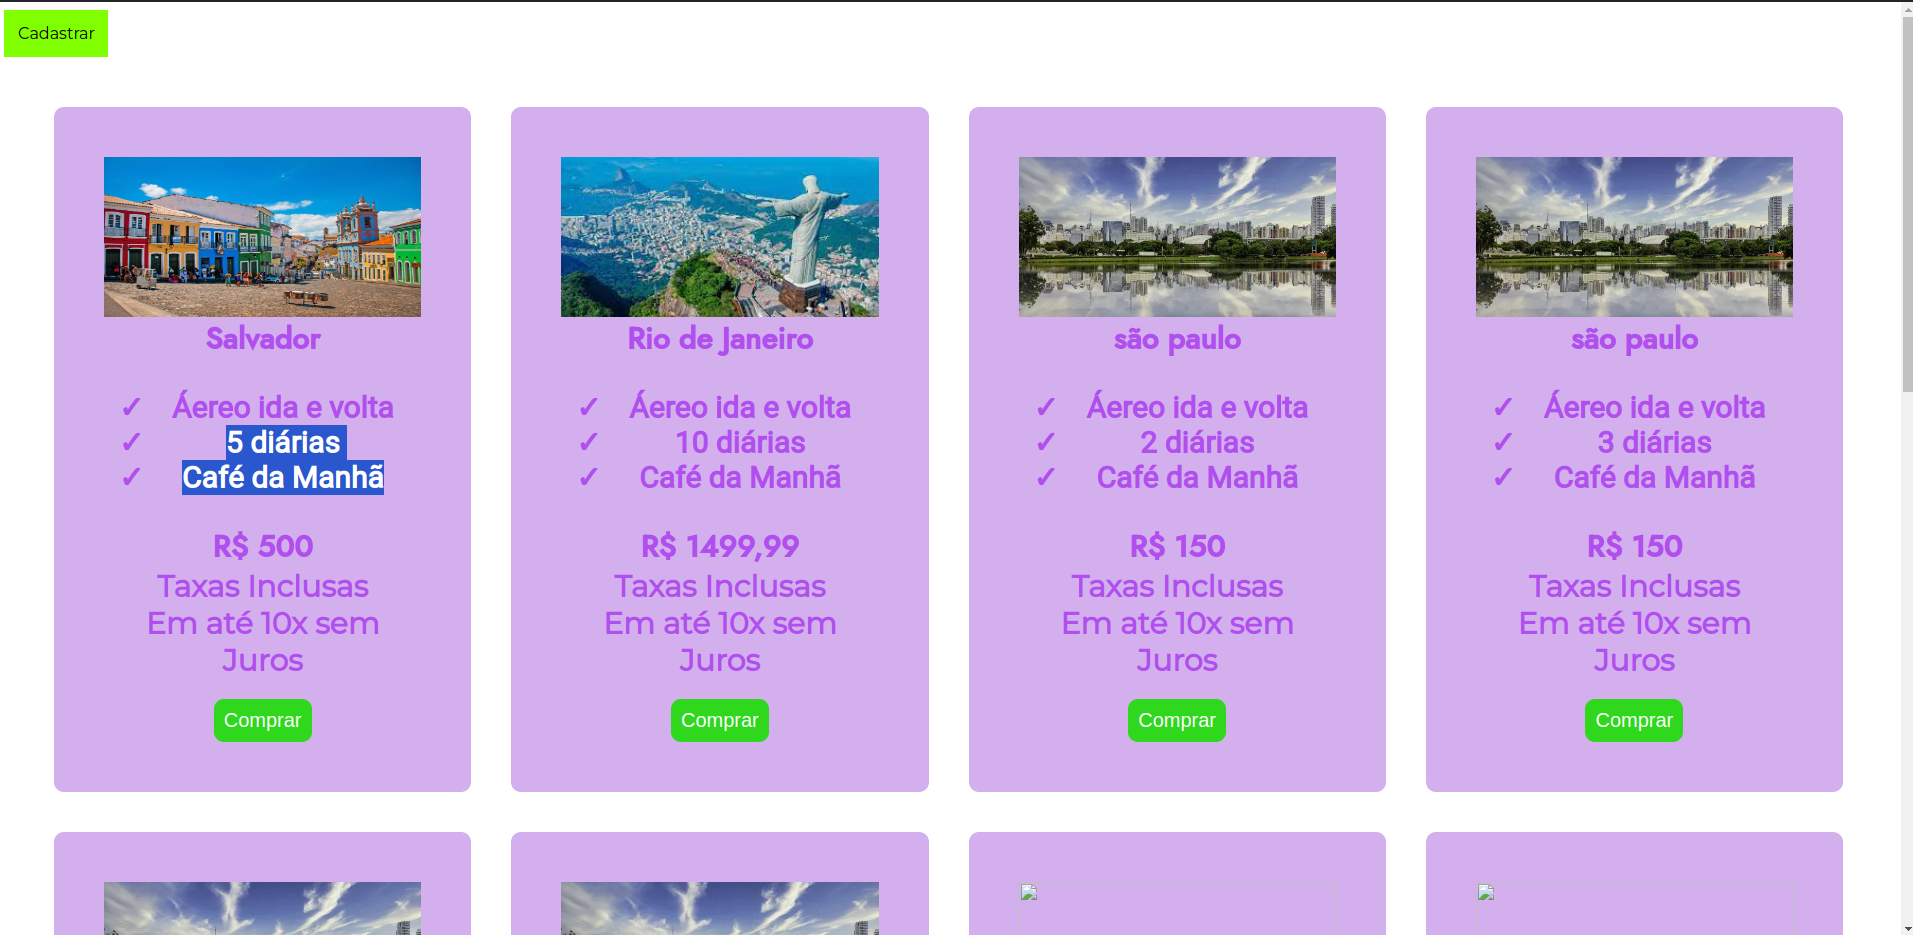 Cadastrar
Salvador
✓ Áereo ida e volta
✓ 5 diárias
✓ Café da Manhã
R$ 500
Taxas Inclusas
Em até 10x sem
Juros
Comprar
Rio de Janeiro
✓ Áereo ida e volta
✓ 10 diárias
✓ Café da Manhã
R$ 1499,99
Taxas Inclusas
Em até 10x sem
Juros
Comprar
são paulo
✓ Áereo ida e volta
✓ 2 diárias
✓ Café da Manhã
R$ 150
Taxas Inclusas
Em até 10x sem
Juros
Comprar
são paulo
✓ Áereo ida e volta
✓ 3 diárias
✓ Café da Manhã
R$ 150
Taxas Inclusas
Em até 10x sem
Juros
Comprar